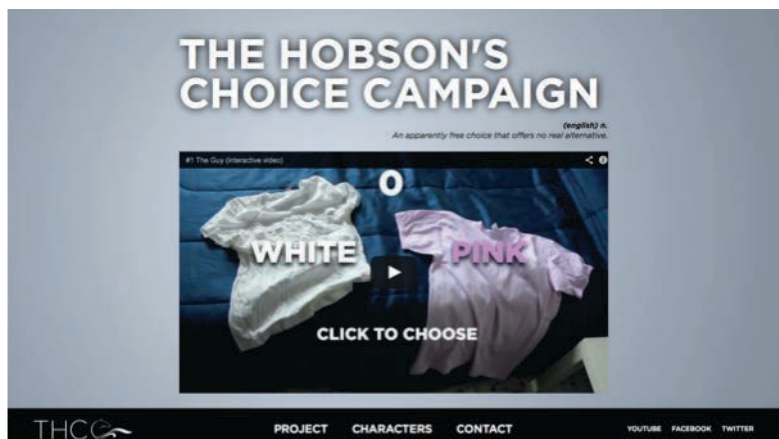 THE HOBSON'S
CHOICE CAMPAIGN
(english) n.
An apparently free choice that offers no real alternative.
#1 The Guy (interactive video)
0
WHITE PINK
CLICK TO CHOOSE
THC
PROJECT CHARACTERS CONTACT
YOUTUBE FACEBOOK TWITTER